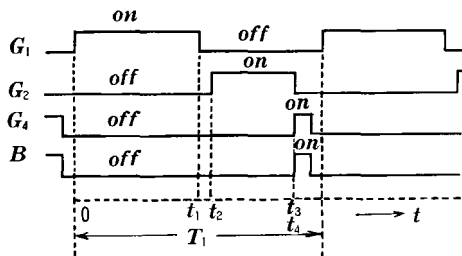 on
G₁ off
on
G₂ off
on
G₄ off
on
B off
0 t₁ t₂ t₃ t
t₄
T₁